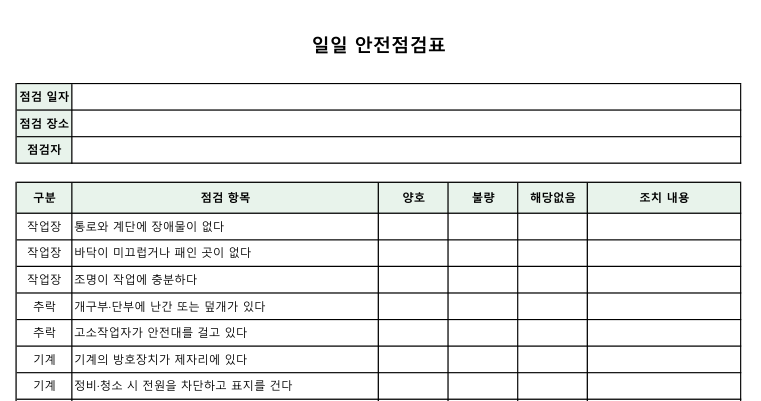 일일 안전점검표
점검 일자
점검 장소
점검자
구분 점검 항목 양호 불량 해당없음 조치 내용
작업장 통로와 계단에 장애물이 없다
작업장 바닥이 미끄럽거나 패인 곳이 없다
작업장 조명이 작업에 충분하다
추락 개구부·단부에 난간 또는 덮개가 있다
추락 고소작업자가 안전대를 걸고 있다
기계 기계의 방호장치가 제자리에 있다
기계 정비·청소 시 전원을 차단하고 표지를 건다